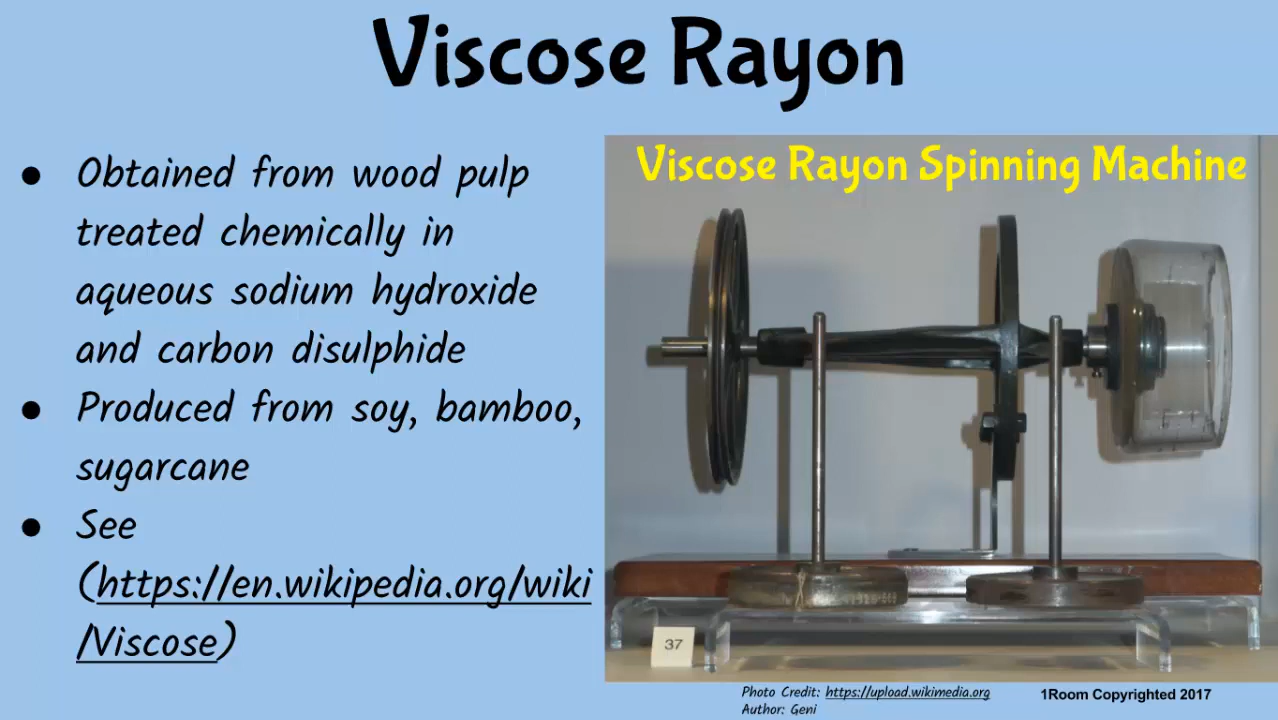 Viscose Rayon
● Obtained from wood pulp
treated chemically in
aqueous sodium hydroxide
and carbon disulphide
● Produced from soy, bamboo,
sugarcane
● See
(https://en.wikipedia.org/wiki
/Viscose)
Viscose Rayon Spinning Machine
37
Photo Credit: https://upload.wikimedia.org
Author: Geni
1Room Copyrighted 2017